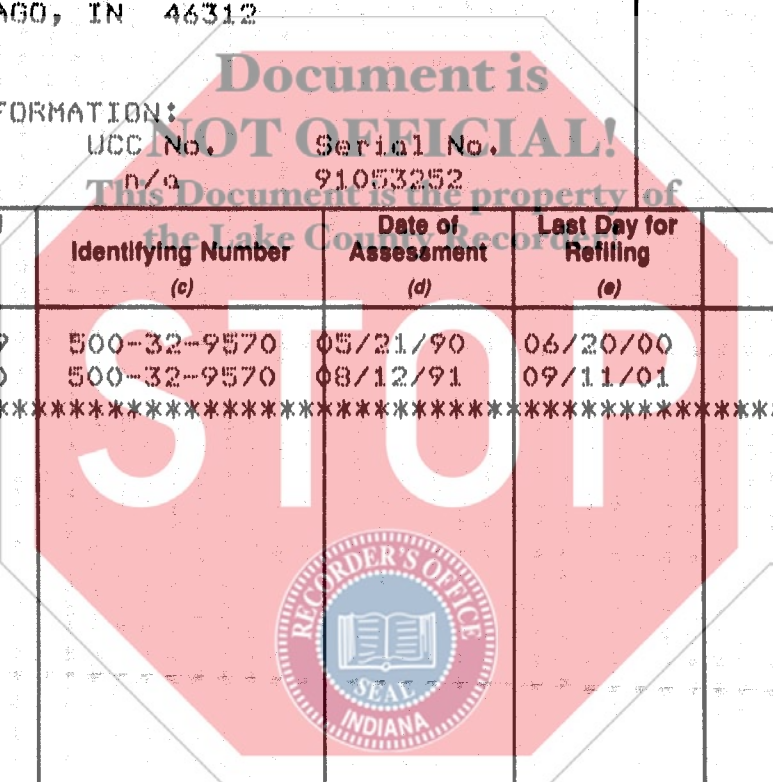 AGO, IN 46312
Document is
NOT OFFICIAL!
This Document is the property of
the Lake County Recorder!
FORMATION:
UCC No. Serial No.
n/a 91053252
Identifying Number
(c)
Date of
Assessment
(d)
Last Day for
Refiling
(e)
500-32-9570 05/21/90 06/20/00
500-32-9570 08/12/91 09/11/01
*******************************************
STOP
RECORDER'S OFFICE
SEAL
INDIANA